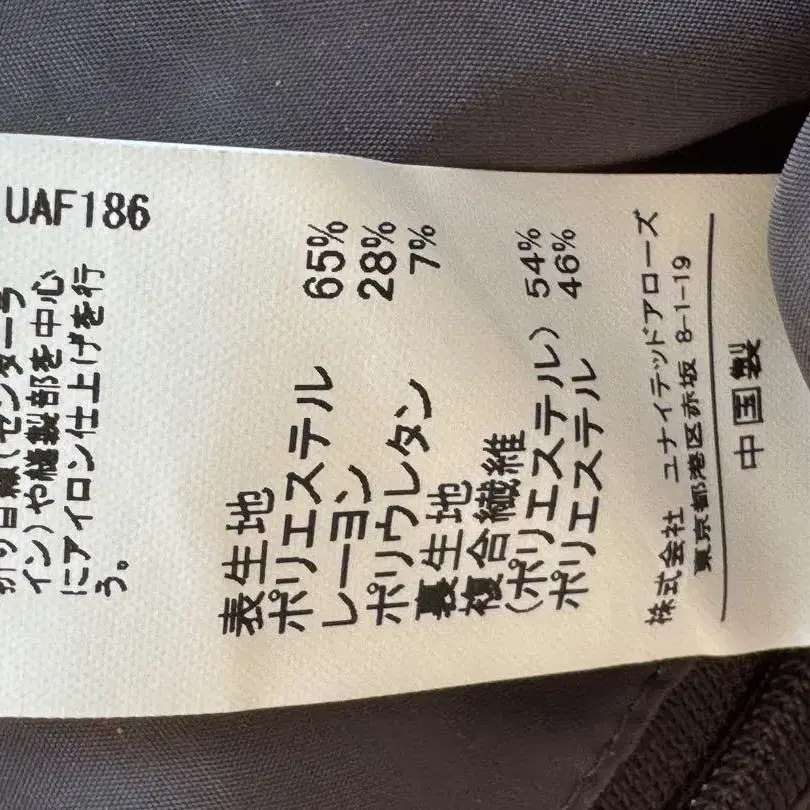 UAF186
イン)や縫製部を中心
にアイロン仕上げを行
う。
表生地
ポリエステル 65%
レーヨン 28%
ポリウレタン 7%
裏生地
複合繊維
(ポリエステル) 54%
ポリエステル 46%
株式会社 ユナイテッドアローズ
東京都港区赤坂 8-1-19
中国製